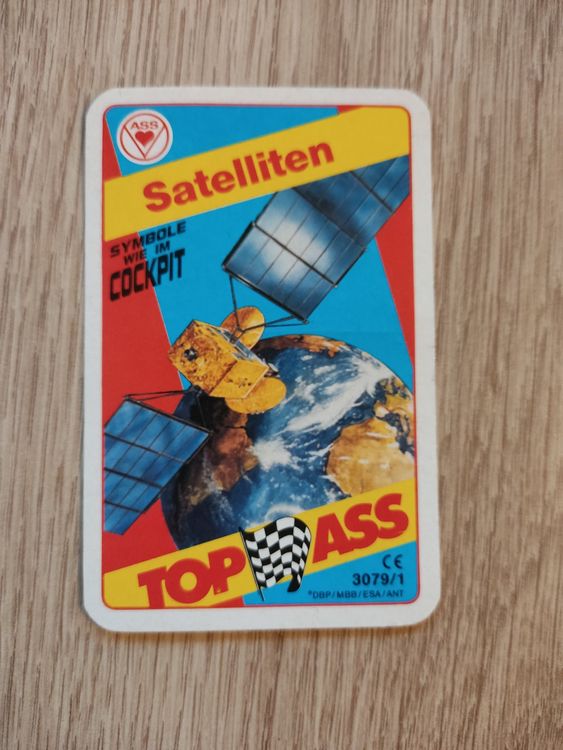 ASS
Satelliten
SYMBOLE
WIE IM
COCKPIT
TOP ASS
CE
3079/1
*DBP/MBB/ESA/ANT